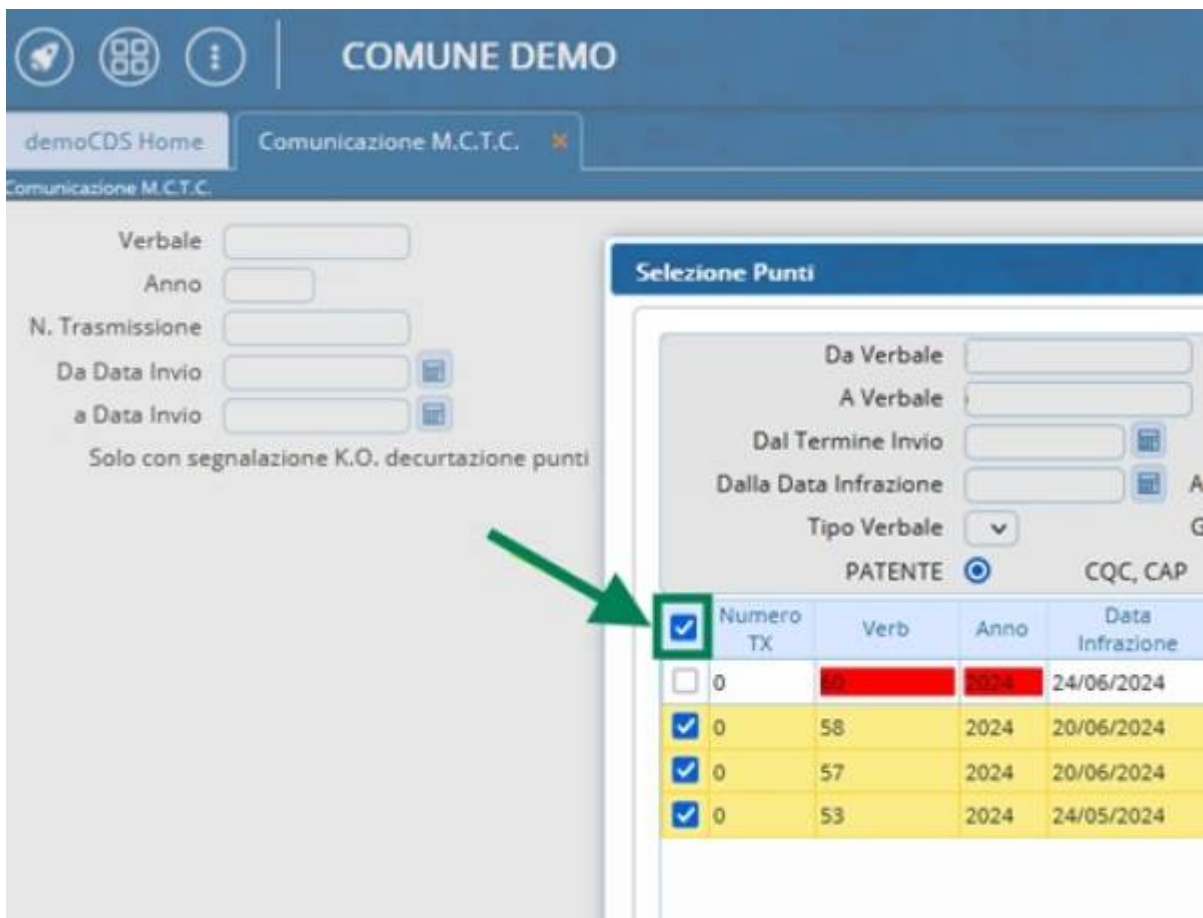 COMUNE DEMO
demoCDS Home
Comunicazione M.C.T.C.
Comunicazione M.C.T.C.
Verbale
Anno
N. Trasmissione
Da Data Invio
a Data Invio
Solo con segnalazione K.O. decurtazione punti
Selezione Punti
Da Verbale
A Verbale
Dal Termine Invio
Dalla Data Infrazione A
Tipo Verbale G
PATENTE CQC, CAP
Numero TX Verb Anno Data Infrazione
0 60 2024 24/06/2024
0 58 2024 20/06/2024
0 57 2024 20/06/2024
0 53 2024 24/05/2024